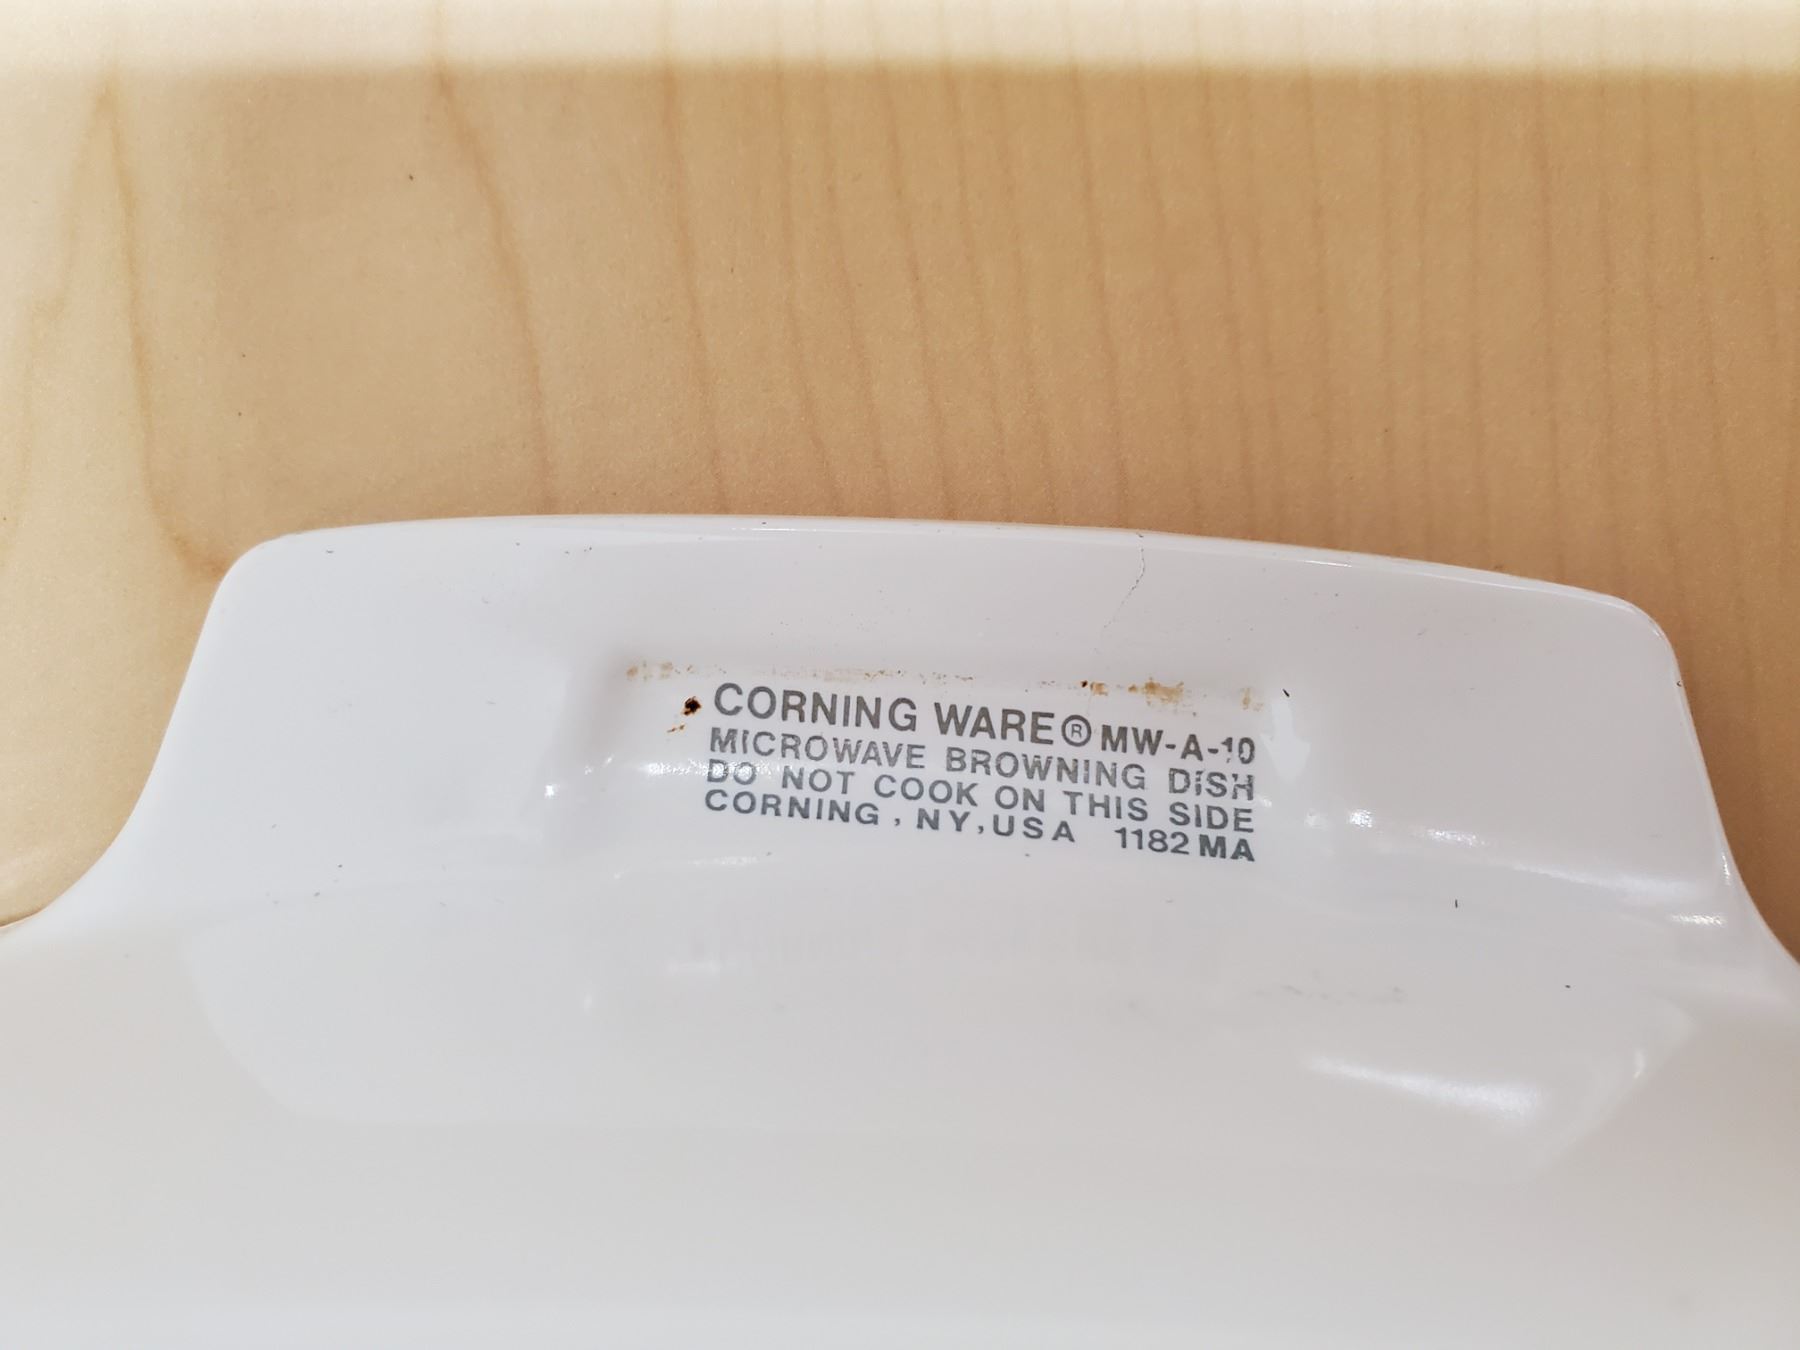 CORNING WARE® MW-A-10
MICROWAVE BROWNING DISH
DO NOT COOK ON THIS SIDE
CORNING, NY, USA 1182 MA